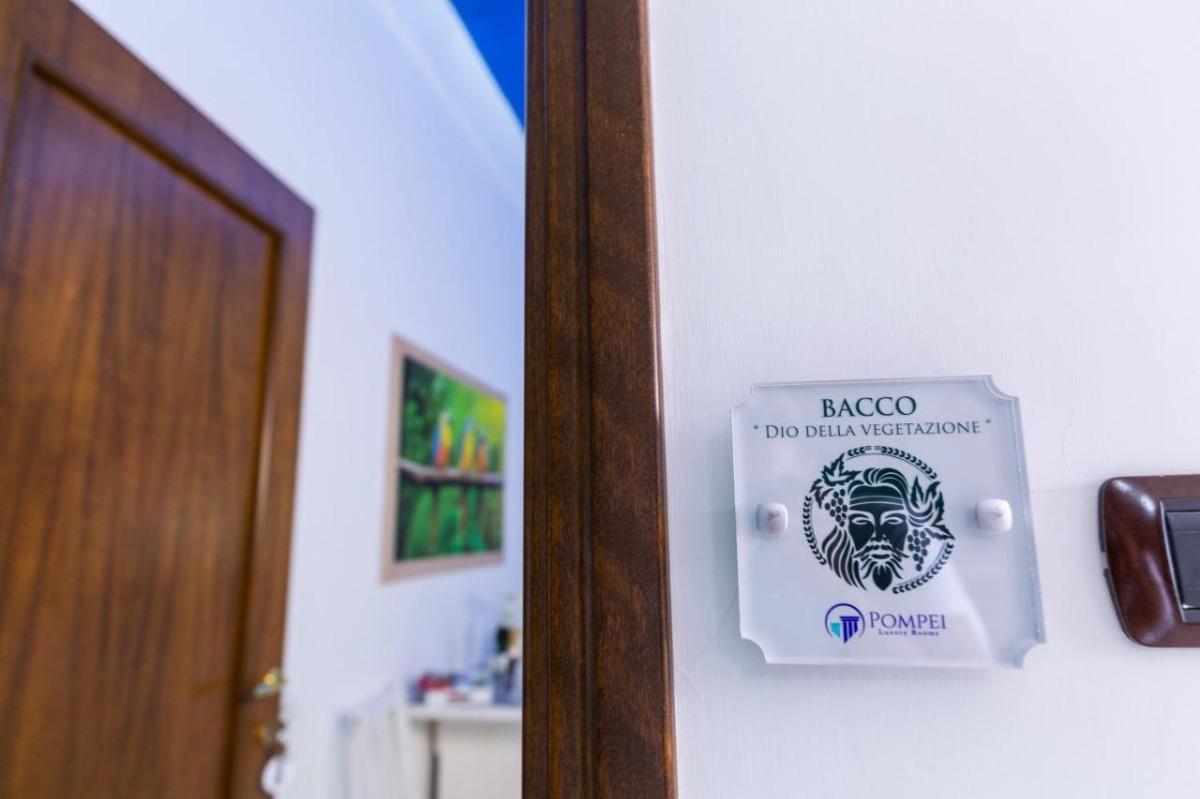 BACCO
" DIO DELLA VEGETAZIONE "
POMPEI
Luxury Rooms